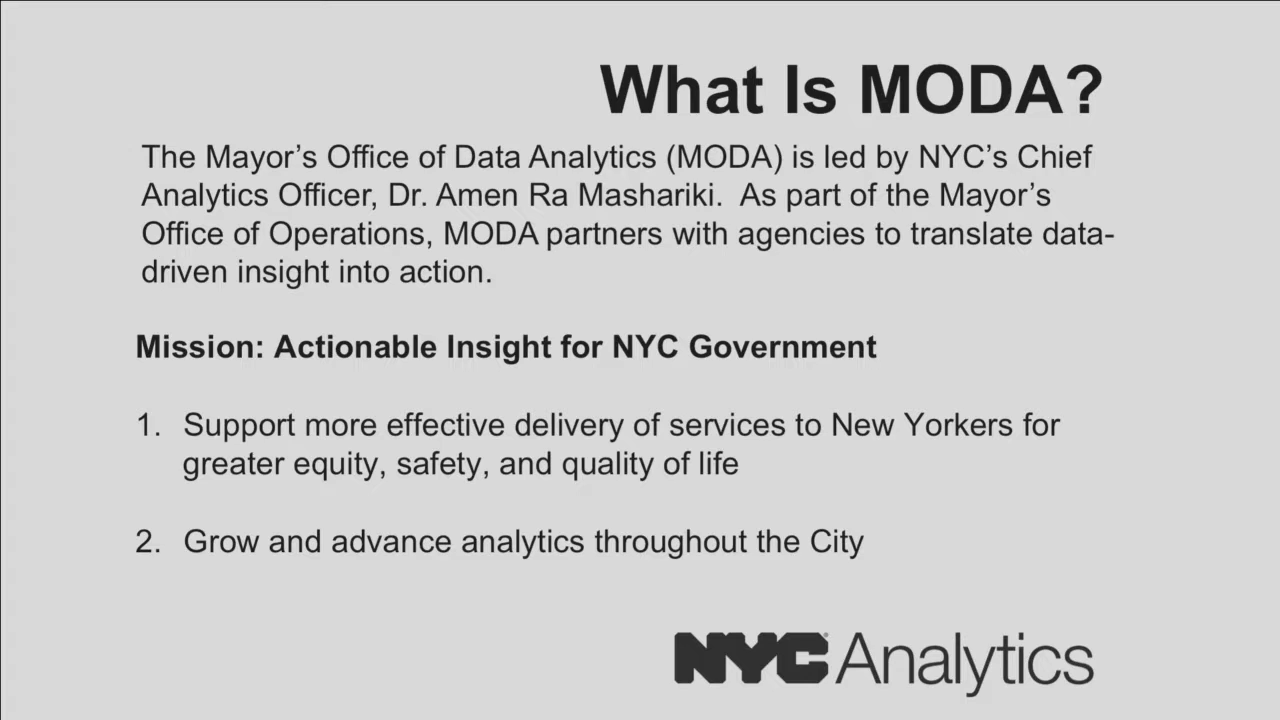 What Is MODA?
The Mayor’s Office of Data Analytics (MODA) is led by NYC’s Chief
Analytics Officer, Dr. Amen Ra Mashariki.  As part of the Mayor’s
Office of Operations, MODA partners with agencies to translate data-
driven insight into action.
Mission: Actionable Insight for NYC Government
1. Support more effective delivery of services to New Yorkers for
greater equity, safety, and quality of life
2. Grow and advance analytics throughout the City
NYC® Analytics